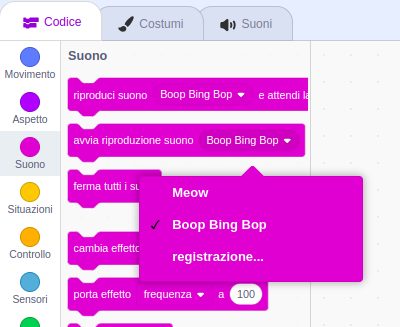 Codice
Costumi
Suoni
Movimento
Aspetto
Suono
Situazioni
Controllo
Sensori
Suono
riproduci suono Boop Bing Bop e attendi la
avvia riproduzione suono Boop Bing Bop
ferma tutti i su
Meow
✓ Boop Bing Bop
registrazione...
cambia effetto
porta effetto frequenza a 100